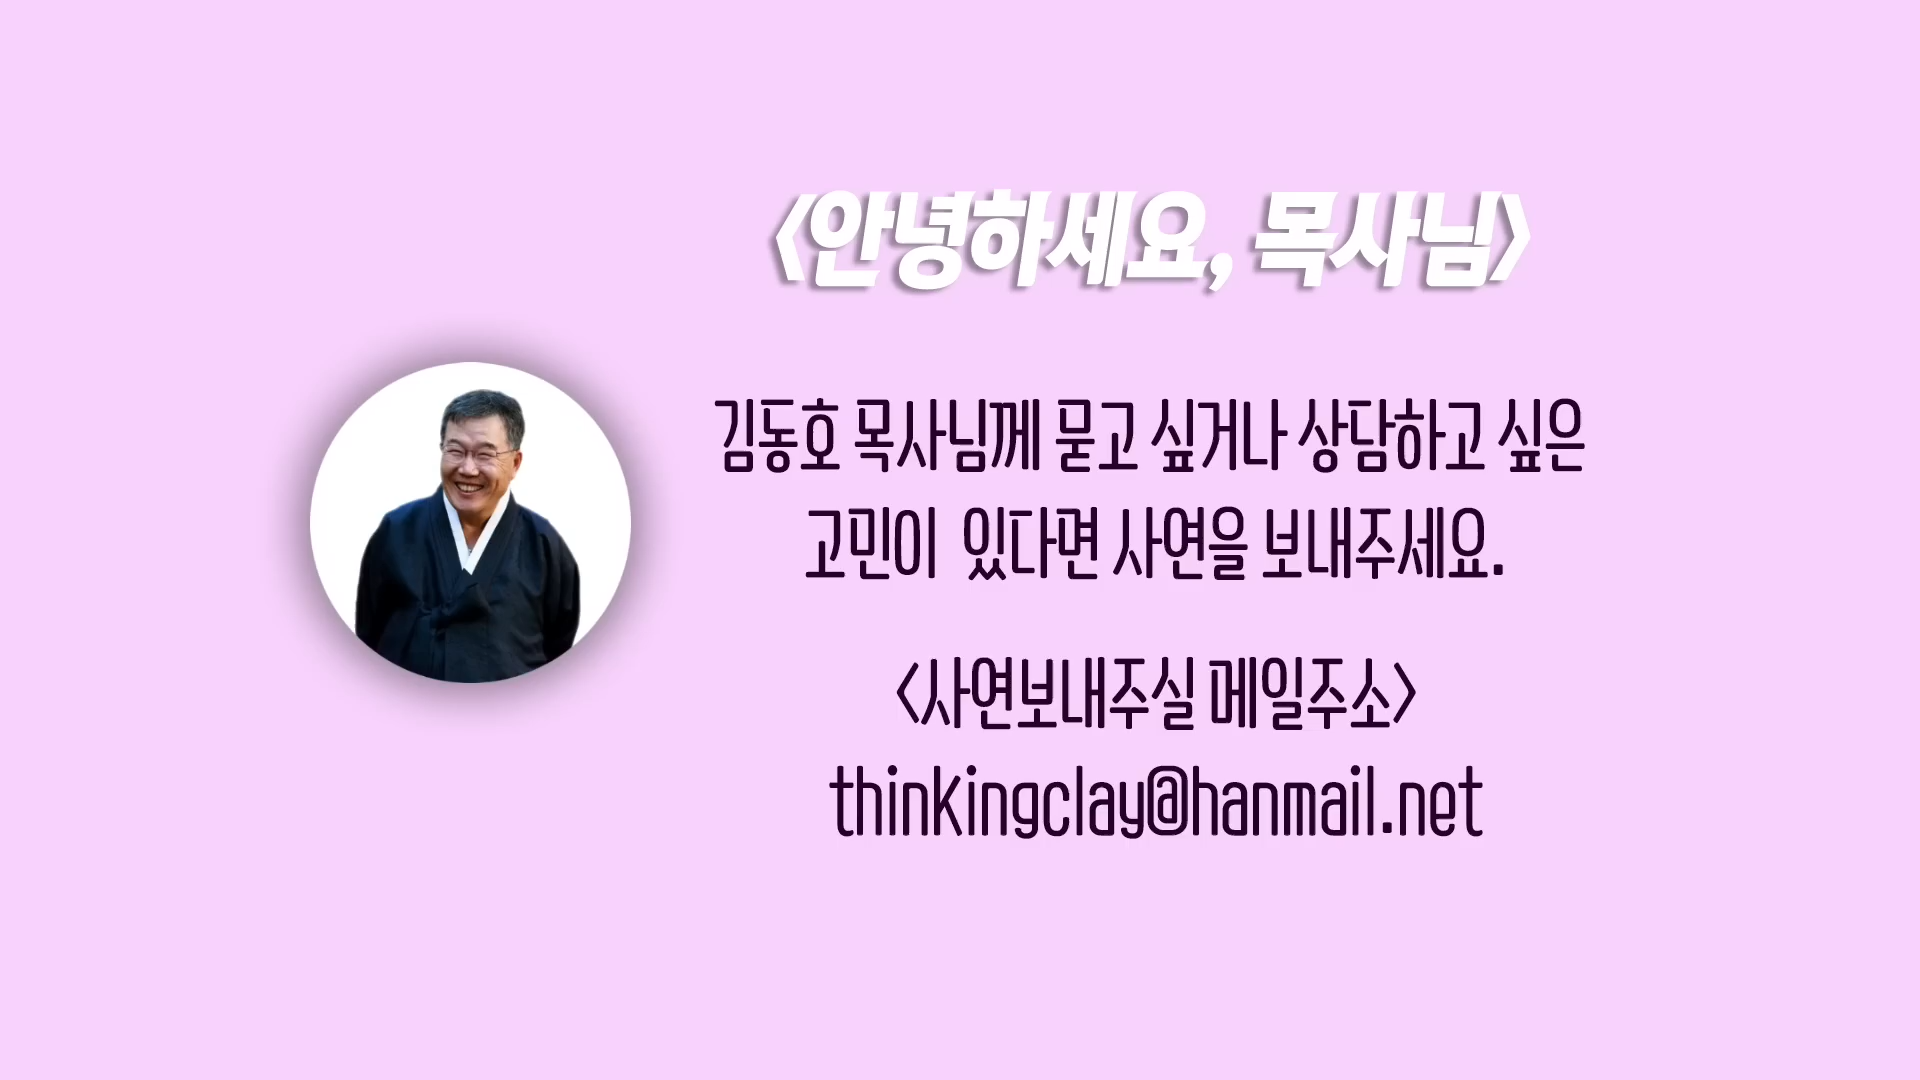 <안녕하세요, 목사님>
김동호 목사님께 묻고 싶거나 상담하고 싶은
고민이 있다면 사연을 보내주세요.
<사연보내주실 메일주소>
thinkingclay@hanmail.net